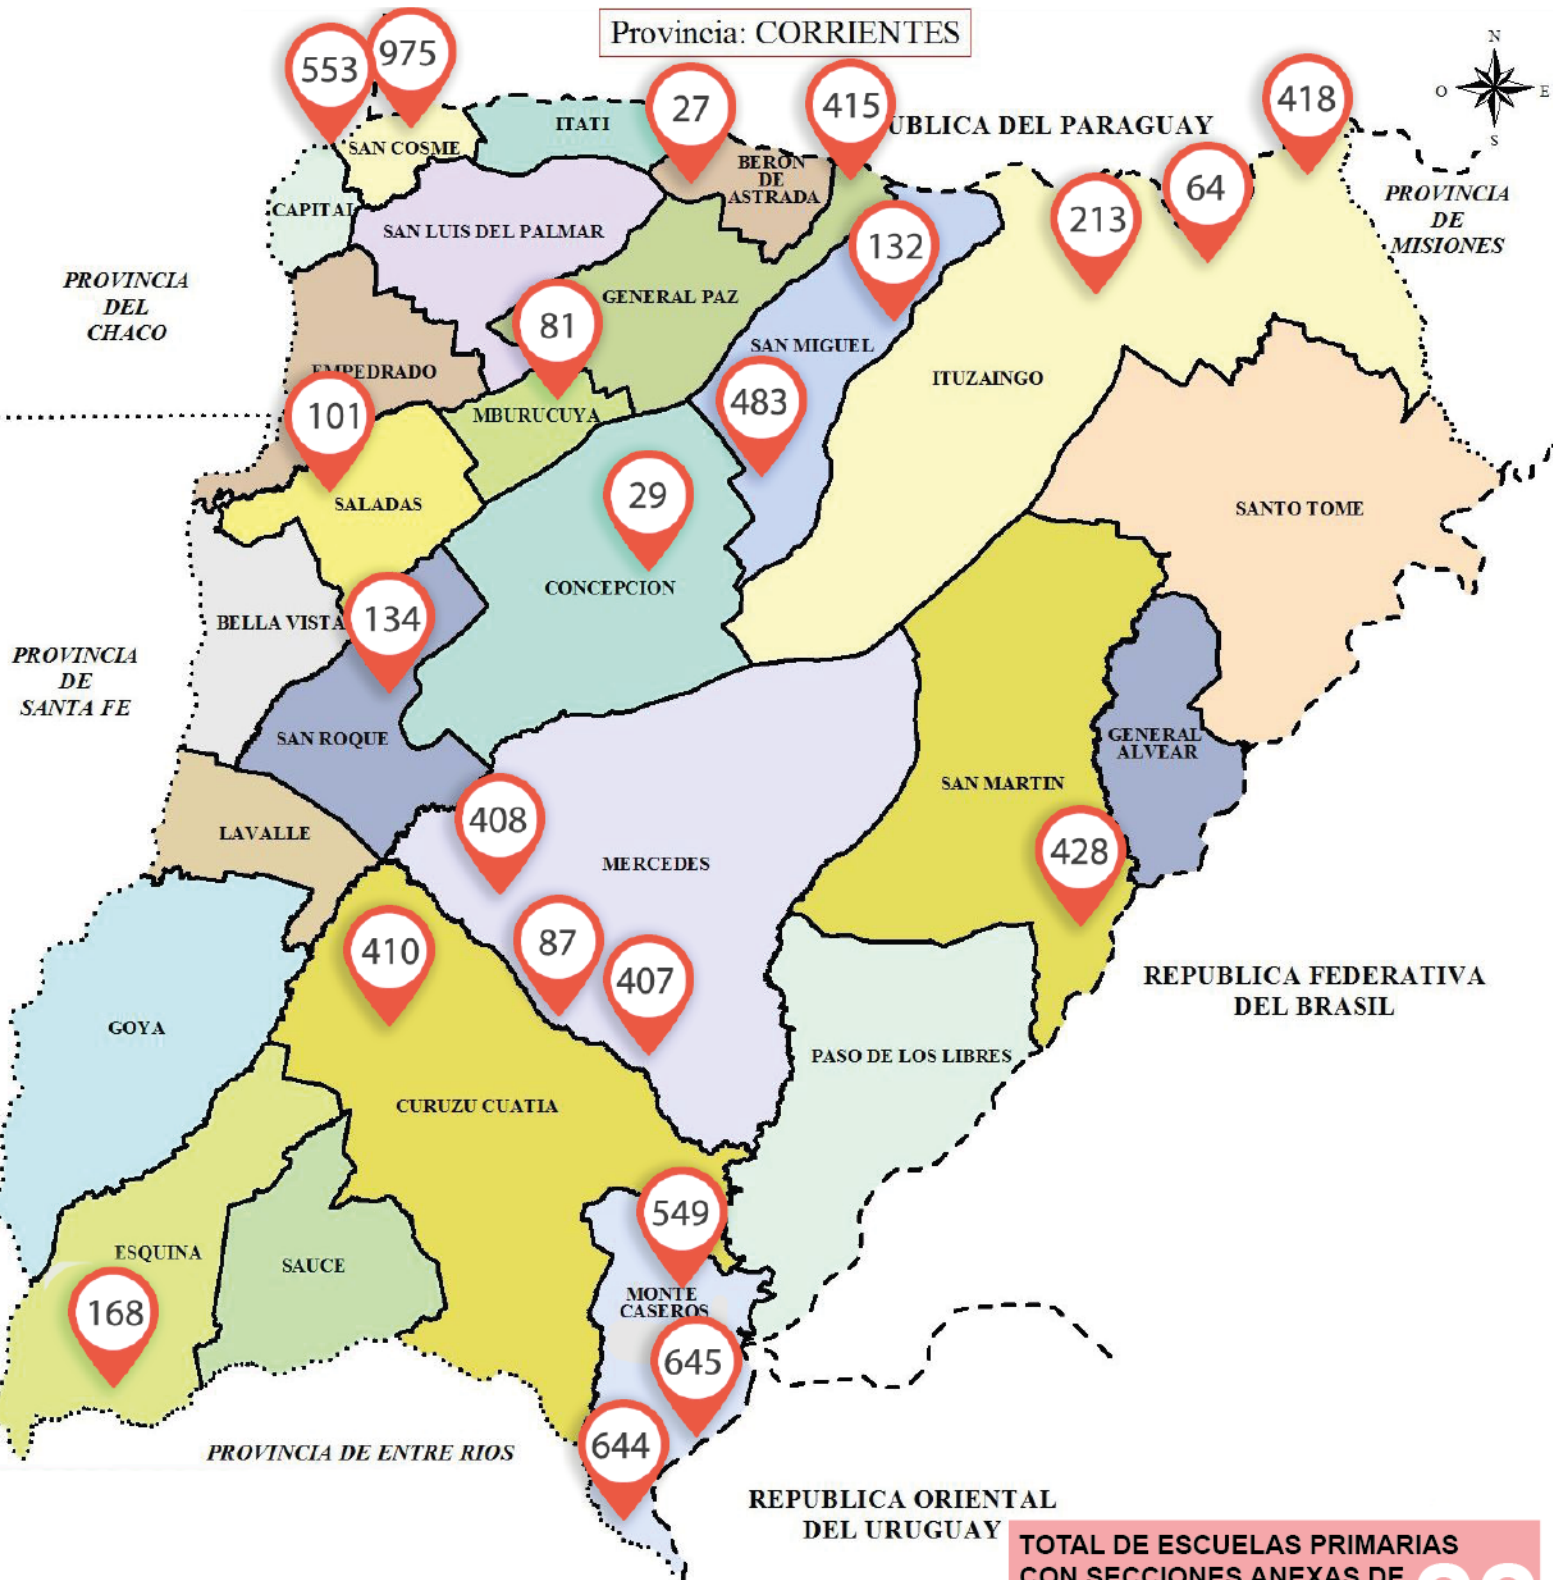 Provincia: CORRIENTES
553
975
27
415
418
N
O
E
S
UBLICA DEL PARAGUAY
ITATI
SAN COSME
BERON
DE
ASTRADA
CAPITAL
SAN LUIS DEL PALMAR
132
213
64
PROVINCIA
DE
MISIONES
PROVINCIA
DEL
CHACO
GENERAL PAZ
81
SAN MIGUEL
EMPEDRADO
ITUZAINGO
101
MBURUCUYA
483
29
SALADAS
SANTO TOME
CONCEPCION
BELLA VISTA
134
PROVINCIA
DE
SANTA FE
SAN ROQUE
GENERAL
ALVEAR
SAN MARTIN
408
LAVALLE
MERCEDES
428
410
87
407
REPUBLICA FEDERATIVA
DEL BRASIL
GOYA
PASO DE LOS LIBRES
CURUZU CUATIA
549
ESQUINA
SAUCE
MONTE
CASEROS
168
645
644
PROVINCIA DE ENTRE RIOS
REPUBLICA ORIENTAL
DEL URUGUAY
TOTAL DE ESCUELAS PRIMARIAS
CON SECCIONES ANEXAS DE